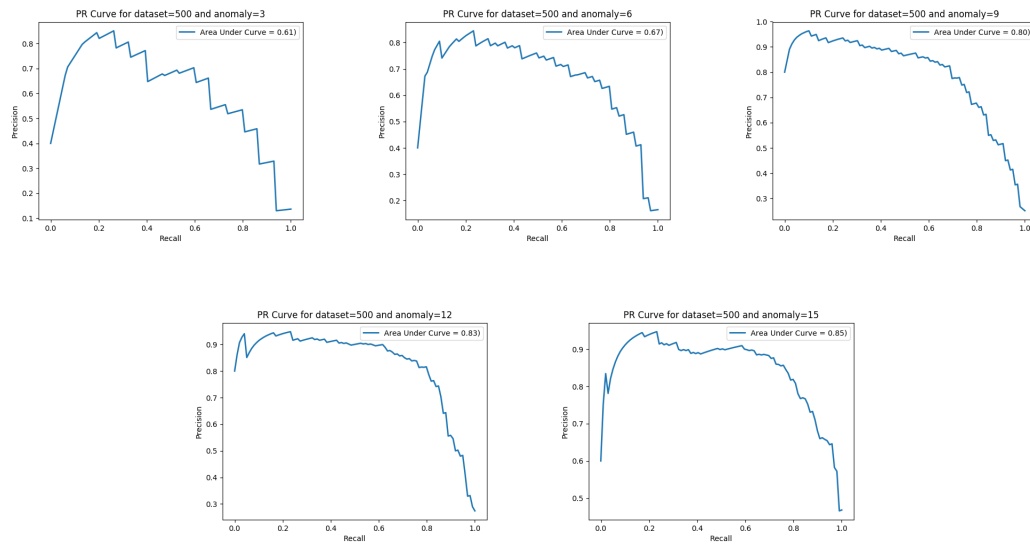 PR Curve for dataset=500 and anomaly=3
Area Under Curve = 0.61)
0.8
0.7
0.6
0.5
0.4
0.3
0.2
0.1
Precision
0.0 0.2 0.4 0.6 0.8 1.0
Recall
PR Curve for dataset=500 and anomaly=6
Area Under Curve = 0.67)
0.8
0.7
0.6
0.5
0.4
0.3
0.2
Precision
0.0 0.2 0.4 0.6 0.8 1.0
Recall
PR Curve for dataset=500 and anomaly=9
Area Under Curve = 0.80)
1.0
0.9
0.8
0.7
0.6
0.5
0.4
0.3
Precision
0.0 0.2 0.4 0.6 0.8 1.0
Recall
PR Curve for dataset=500 and anomaly=12
Area Under Curve = 0.83)
0.9
0.8
0.7
0.6
0.5
0.4
0.3
Precision
0.0 0.2 0.4 0.6 0.8 1.0
Recall
PR Curve for dataset=500 and anomaly=15
Area Under Curve = 0.85)
0.9
0.8
0.7
0.6
0.5
Precision
0.0 0.2 0.4 0.6 0.8 1.0
Recall